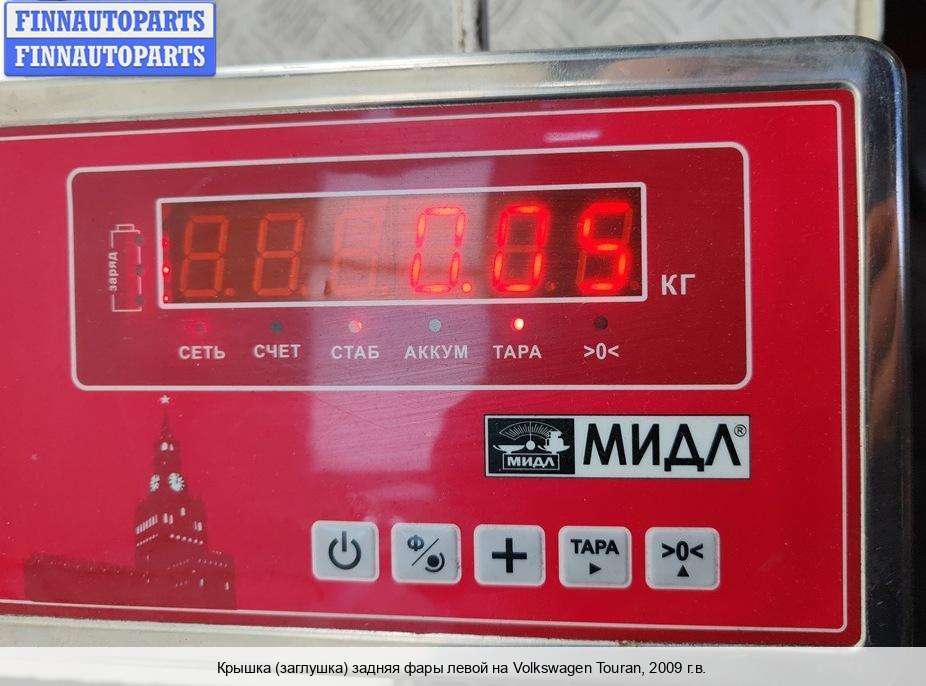 FINNAUTOPARTS
FINNAUTOPARTS
заряд
0.05
КГ
СЕТЬ СЧЕТ СТАБ АККУМ ТАРА >0<
МИДЛ МИДЛ®
Ф
ТАРА >0<
Крышка (заглушка) задняя фары левой на Volkswagen Touran, 2009 г.в.